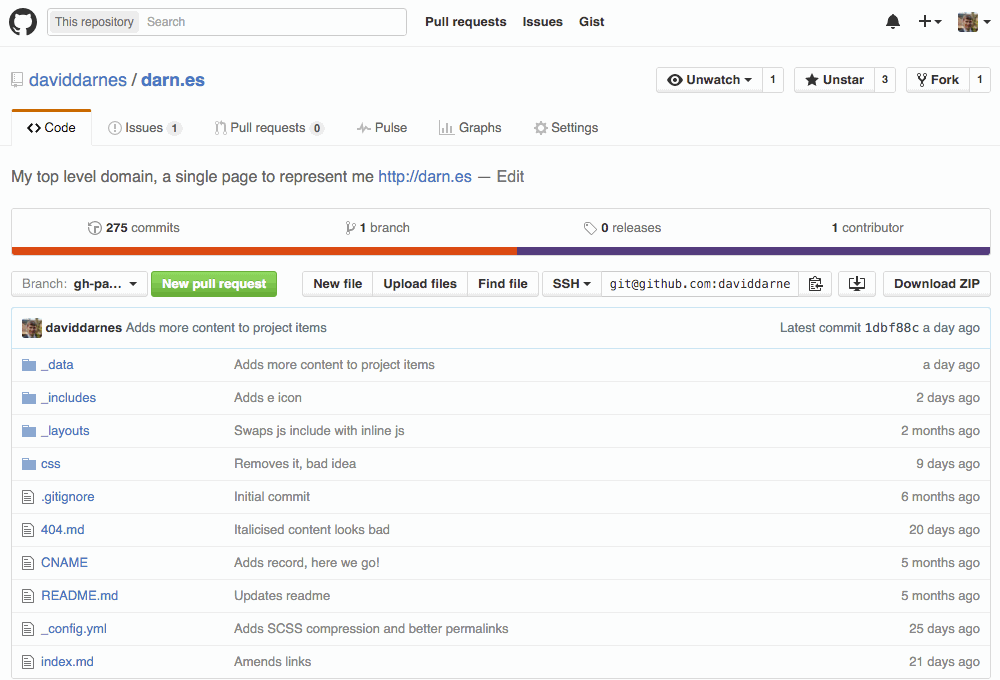 This repository Search Pull requests Issues Gist
daviddarnes / darn.es Unwatch 1 Unstar 3 Fork 1
Code Issues 1 Pull requests 0 Pulse Graphs Settings
My top level domain, a single page to represent me http://darn.es — Edit
275 commits 1 branch 0 releases 1 contributor
Branch: gh-pa... New pull request New file Upload files Find file SSH git@github.com:daviddarne Download ZIP
daviddarnes Adds more content to project items Latest commit 1dbf88c a day ago
_data Adds more content to project items a day ago
_includes Adds e icon 2 days ago
_layouts Swaps js include with inline js 2 months ago
css Removes it, bad idea 9 days ago
.gitignore Initial commit 6 months ago
404.md Italicised content looks bad 20 days ago
CNAME Adds record, here we go! 5 months ago
README.md Updates readme 5 months ago
_config.yml Adds SCSS compression and better permalinks 25 days ago
index.md Amends links 21 days ago